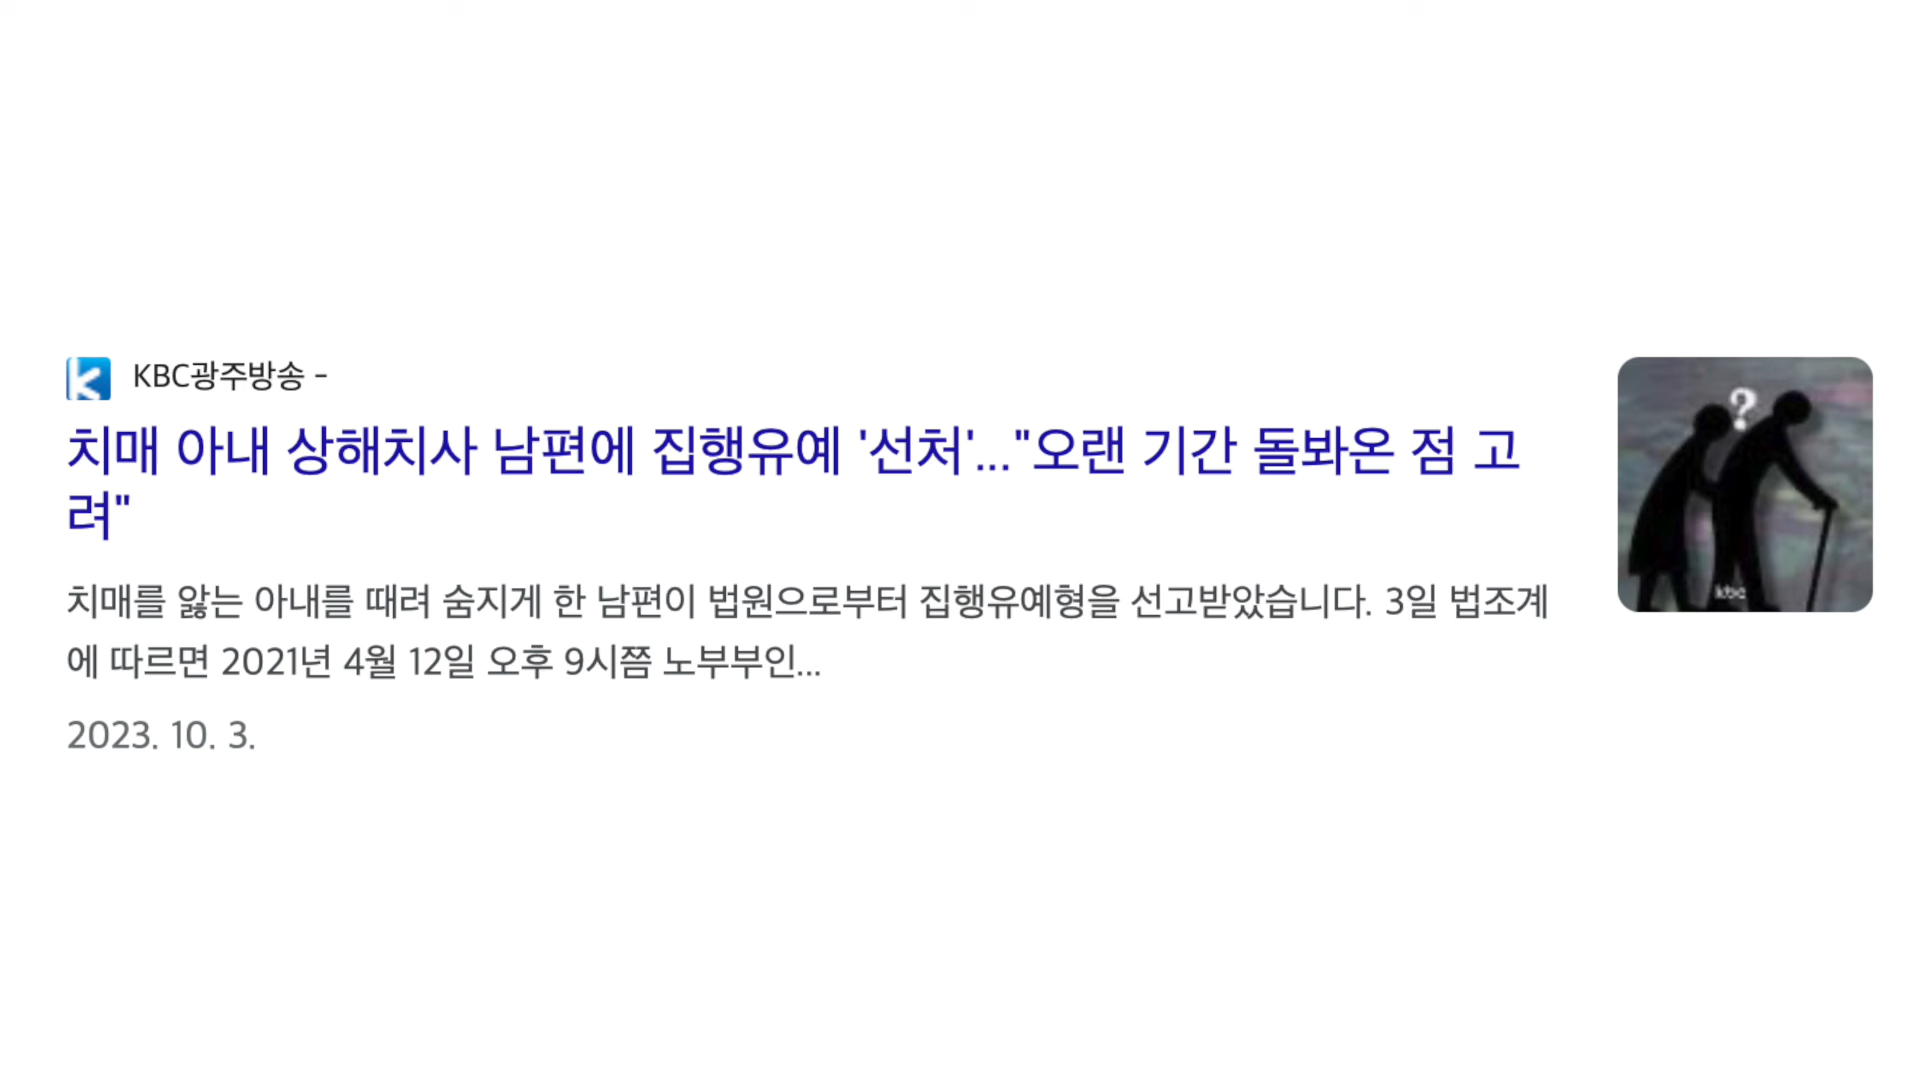 KBC광주방송 -
치매 아내 상해치사 남편에 집행유예 '선처'..."오랜 기간 돌봐온 점 고
려"
치매를 앓는 아내를 때려 숨지게 한 남편이 법원으로부터 집행유예형을 선고받았습니다. 3일 법조계
에 따르면 2021년 4월 12일 오후 9시쯤 노부부인...
2023. 10. 3.
?
kbc